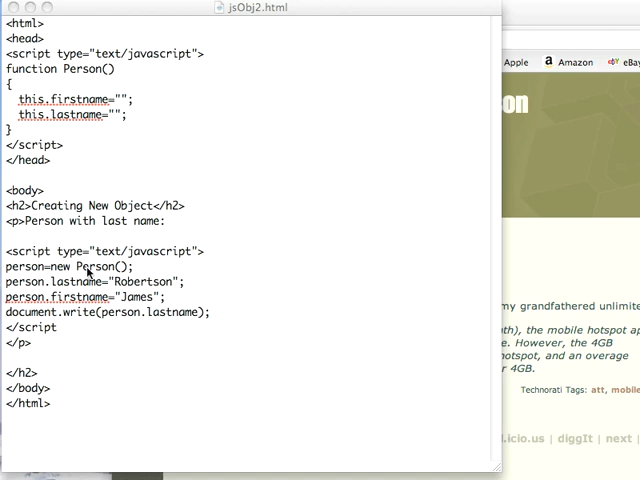 jsObj2.html
<html>
<head>
<script type="text/javascript">
function Person()
{
this.firstname="";
this.lastname="";
}
</script>
</head>
<body>
<h2>Creating New Object</h2>
<p>Person with last name:
<script type="text/javascript">
person=new Person();
person.lastname="Robertson";
person.firstname="James";
document.write(person.lastname);
</script
</p>
</h2>
</body>
</html>
Apple Amazon eBay
on
my grandfathered unlimite
th), the mobile hotspot ap
e. However, the 4GB
hotspot, and an overage
r 4GB.
Technorati Tags: att, mobile
l.icio.us | diggIt | next |